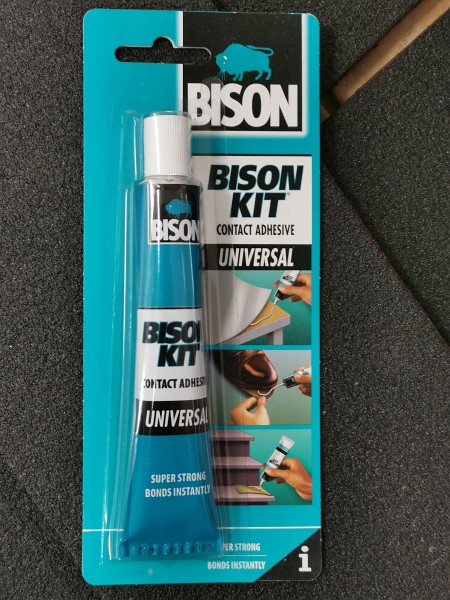 BISON
BISON
KIT®
CONTACT ADHESIVE
UNIVERSAL
BISON
BISON
KIT
CONTACT ADHESIVE
UNIVERSAL
SUPER STRONG
BONDS INSTANTLY
PER STRONG
BONDS INSTANTLY
i